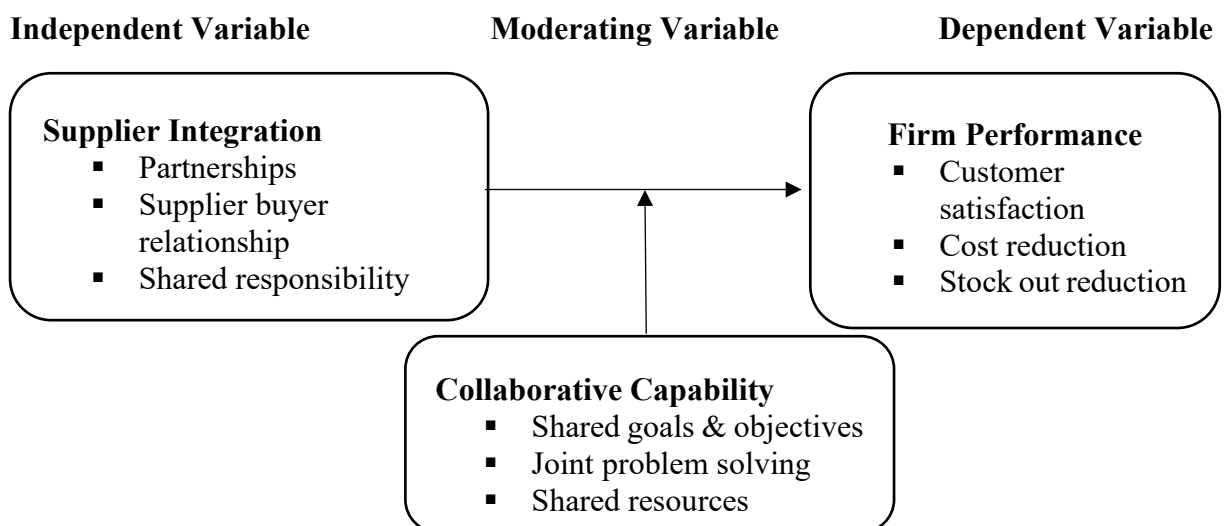 Independent Variable
Moderating Variable
Dependent Variable
Supplier Integration
▪ Partnerships
▪ Supplier buyer
relationship
▪ Shared responsibility
Firm Performance
▪ Customer
satisfaction
▪ Cost reduction
▪ Stock out reduction
Collaborative Capability
▪ Shared goals & objectives
▪ Joint problem solving
▪ Shared resources